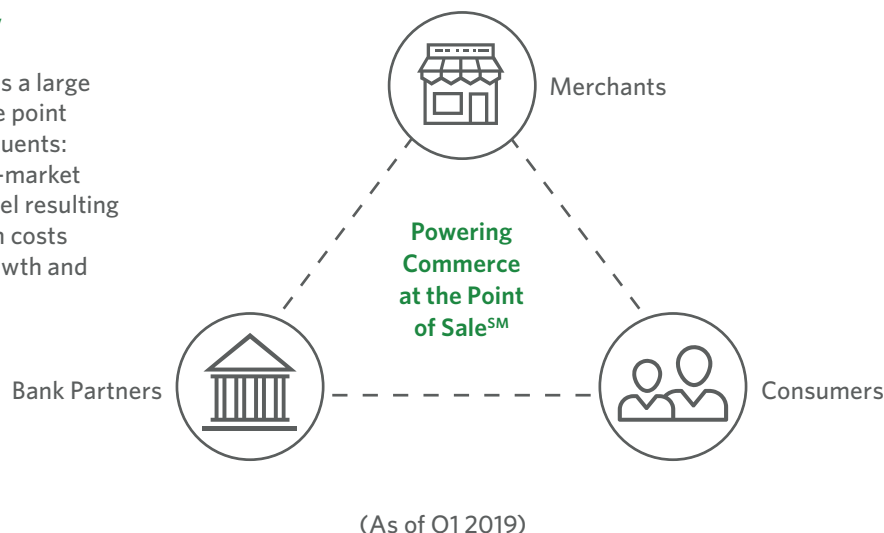 s a large
e point
uents:
-market
el resulting
n costs
wth and
Merchants
Powering
Commerce
at the Point
of Sale℠
Bank Partners
Consumers
(As of Q1 2019)